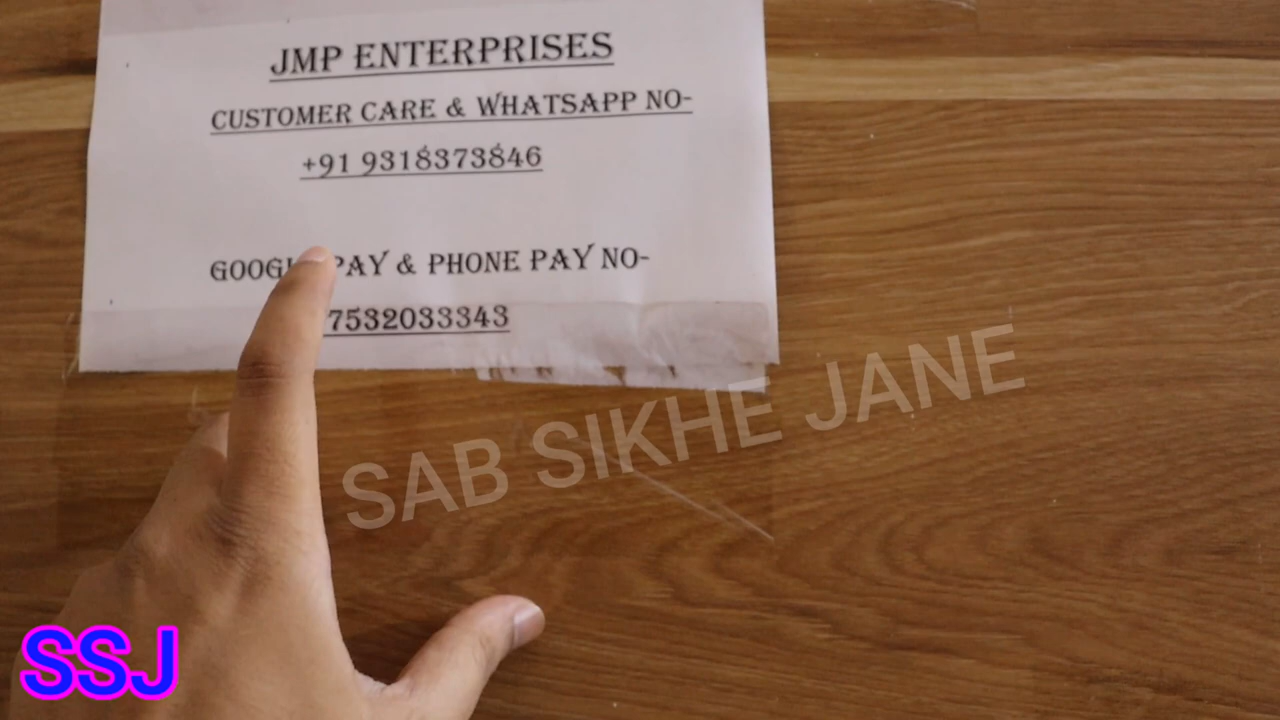 JMP ENTERPRISES
CUSTOMER CARE & WHATSAPP NO-
+91 9318373846
PAY & PHONE PAY NO-
7532033343
SAB SIKHE JANE
SSJ